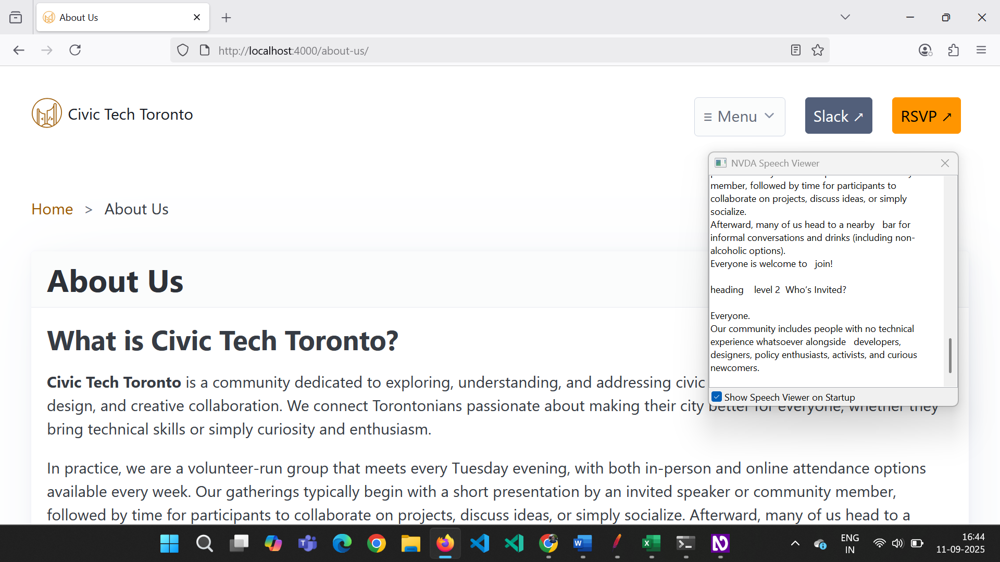 About Us
http://localhost:4000/about-us/
Civic Tech Toronto
☰ Menu
Slack ↗
RSVP ↗
Home > About Us
About Us
What is Civic Tech Toronto?
Civic Tech Toronto is a community dedicated to exploring, understanding, and addressing civic
design, and creative collaboration. We connect Torontonians passionate about making their city better for everyone, whether they
bring technical skills or simply curiosity and enthusiasm.
In practice, we are a volunteer-run group that meets every Tuesday evening, with both in-person and online attendance options
available every week. Our gatherings typically begin with a short presentation by an invited speaker or community member,
followed by time for participants to collaborate on projects, discuss ideas, or simply socialize. Afterward, many of us head to a
NVDA Speech Viewer
member, followed by time for participants to
collaborate on projects, discuss ideas, or simply
socialize.
Afterward, many of us head to a nearby bar for
informal conversations and drinks (including non-
alcoholic options).
Everyone is welcome to join!
heading level 2 Who’s Invited?
Everyone.
Our community includes people with no technical
experience whatsoever alongside developers,
designers, policy enthusiasts, activists, and curious
newcomers.
Show Speech Viewer on Startup
ENG
IN
16:44
11-09-2025